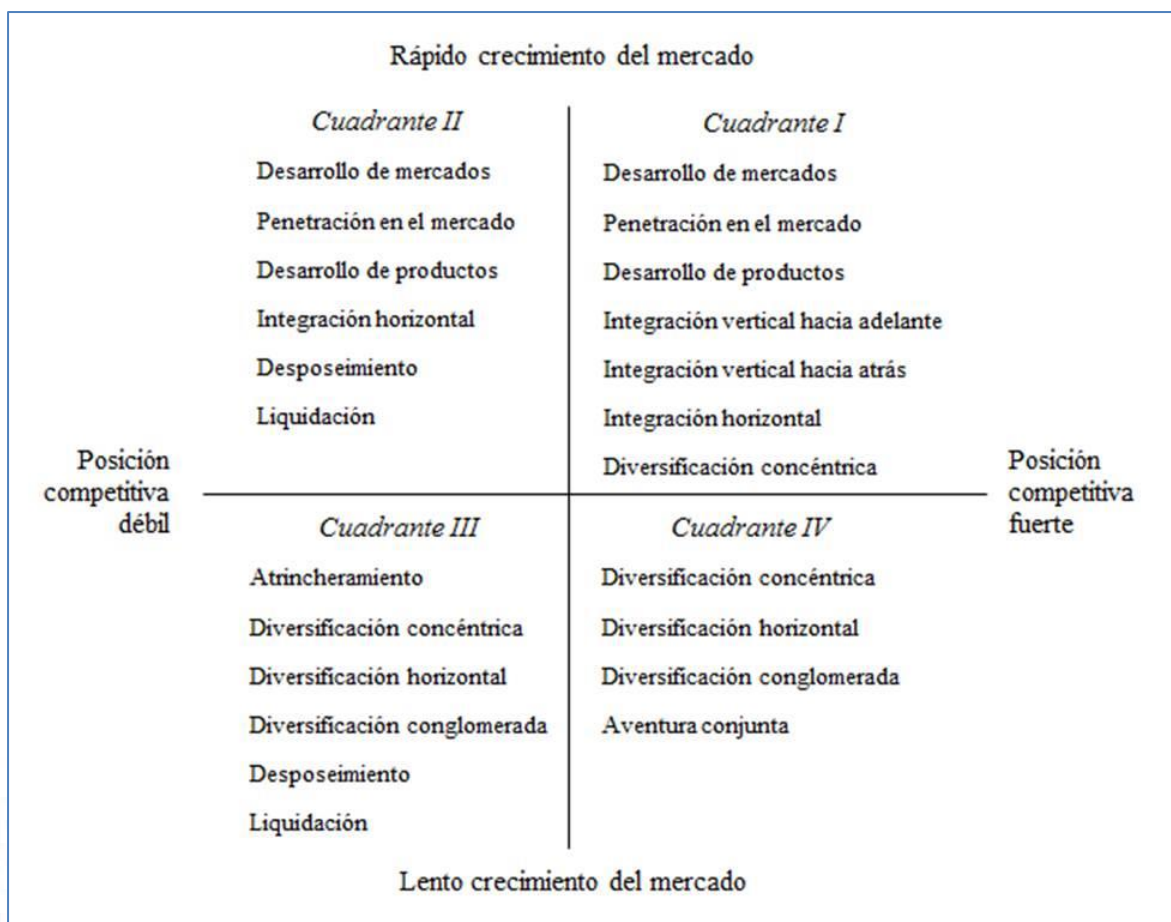 Rápido crecimiento del mercado
Cuadrante II
Desarrollo de mercados
Penetración en el mercado
Desarrollo de productos
Integración horizontal
Desposeimiento
Liquidación
Cuadrante I
Desarrollo de mercados
Penetración en el mercado
Desarrollo de productos
Integración vertical hacia adelante
Integración vertical hacia atrás
Integración horizontal
Diversificación concéntrica
Posición
competitiva
débil
Posición
competitiva
fuerte
Cuadrante III
Atrincheramiento
Diversificación concéntrica
Diversificación horizontal
Diversificación conglomerada
Desposeimiento
Liquidación
Cuadrante IV
Diversificación concéntrica
Diversificación horizontal
Diversificación conglomerada
Aventura conjunta
Lento crecimiento del mercado